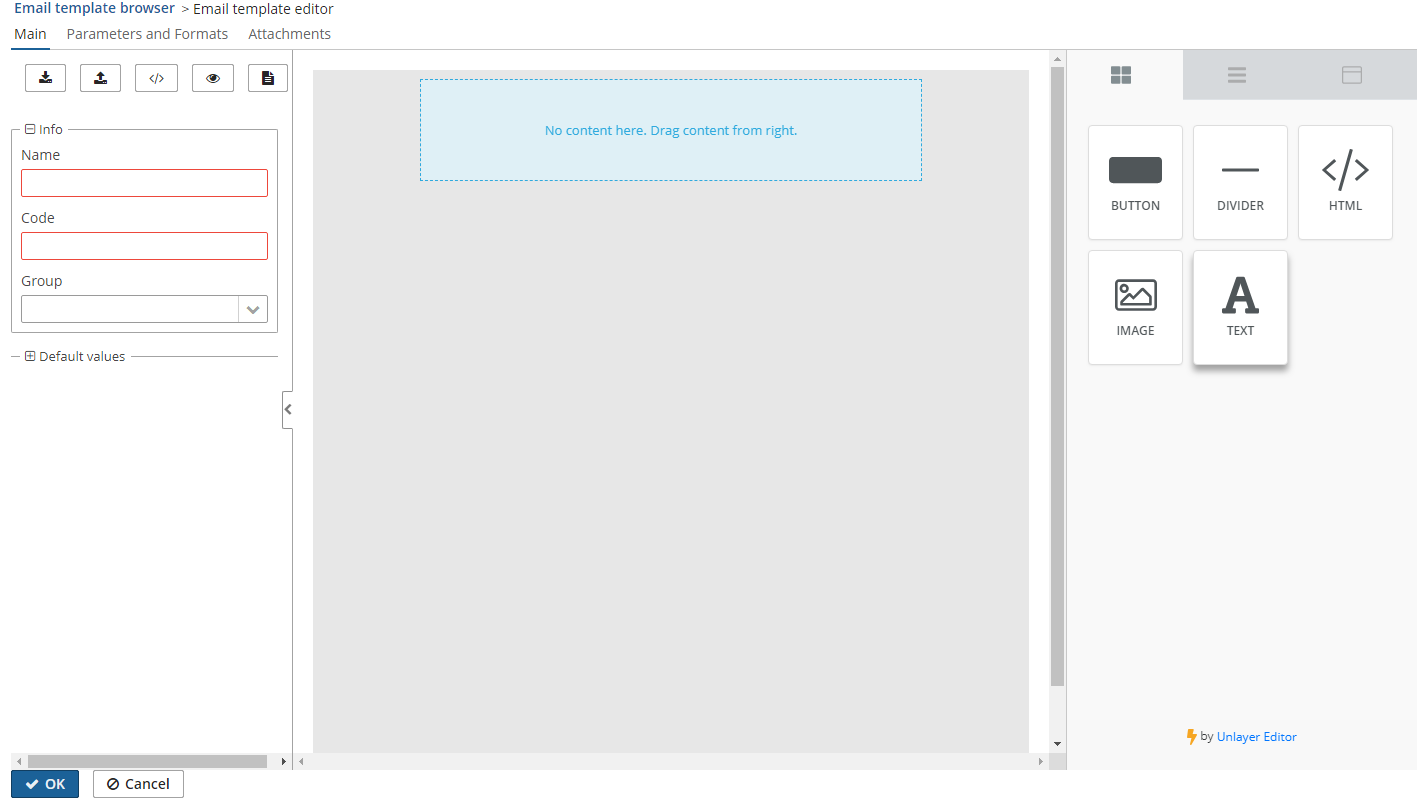 Email template browser > Email template editor
Main Parameters and Formats Attachments
Info
Name
Code
Group
Default values
No content here. Drag content from right.
BUTTON DIVIDER HTML
IMAGE TEXT
by Unlayer Editor
OK Cancel